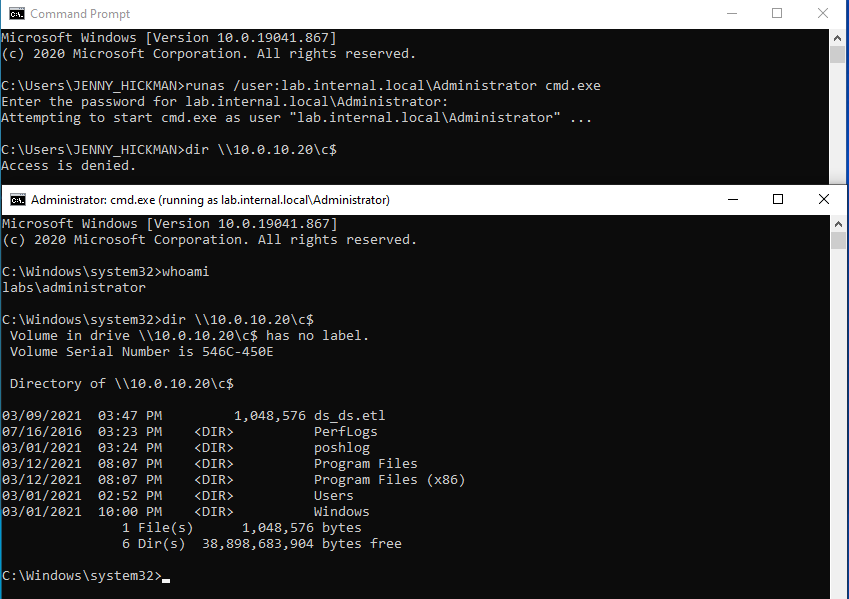 Command Prompt
Microsoft Windows [Version 10.0.19041.867]
(c) 2020 Microsoft Corporation. All rights reserved.
C:\Users\JENNY_HICKMAN>runas /user:lab.internal.local\Administrator cmd.exe
Enter the password for lab.internal.local\Administrator:
Attempting to start cmd.exe as user "lab.internal.local\Administrator" ...
C:\Users\JENNY_HICKMAN>dir \\10.0.10.20\c$
Access is denied.
Administrator: cmd.exe (running as lab.internal.local\Administrator)
Microsoft Windows [Version 10.0.19041.867]
(c) 2020 Microsoft Corporation. All rights reserved.
C:\Windows\system32>whoami
labs\administrator
C:\Windows\system32>dir \\10.0.10.20\c$
Volume in drive \\10.0.10.20\c$ has no label.
Volume Serial Number is 546C-450E
Directory of \\10.0.10.20\c$
03/09/2021  03:47 PM         1,048,576 ds_ds.etl
07/16/2016  03:23 PM    <DIR>          PerfLogs
03/01/2021  03:24 PM    <DIR>          poshlog
03/12/2021  08:07 PM    <DIR>          Program Files
03/12/2021  08:07 PM    <DIR>          Program Files (x86)
03/01/2021  02:52 PM    <DIR>          Users
03/01/2021  10:00 PM    <DIR>          Windows
1 File(s)      1,048,576 bytes
6 Dir(s)  38,898,683,904 bytes free
C:\Windows\system32>